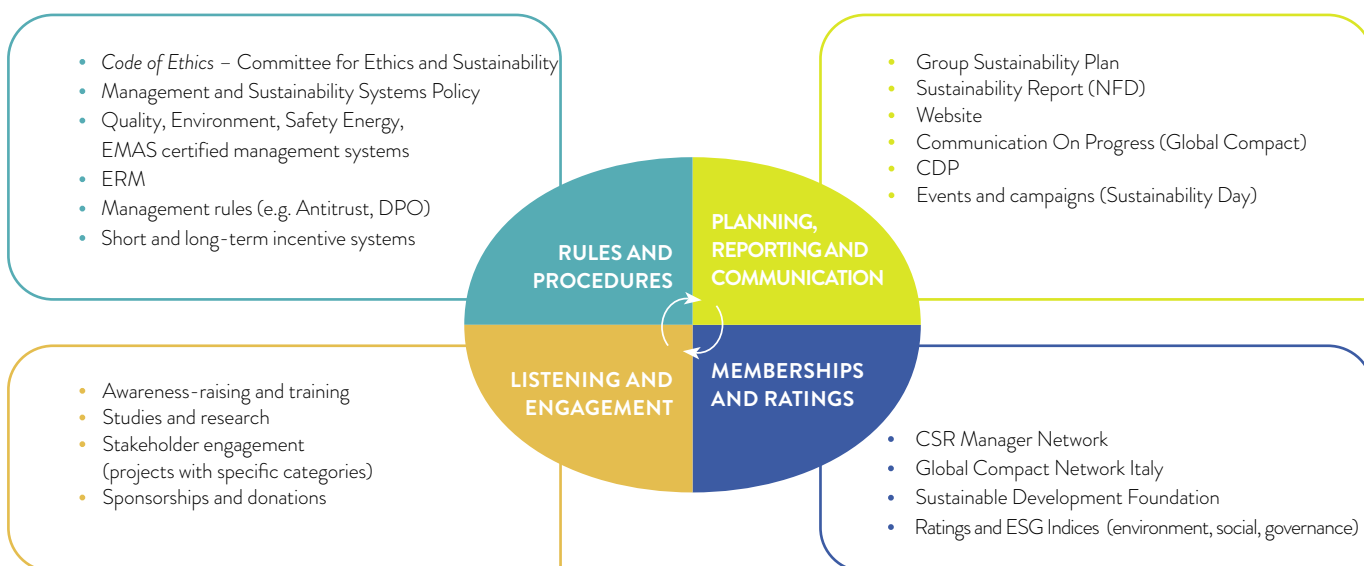 • Code of Ethics – Committee for Ethics and Sustainability
• Management and Sustainability Systems Policy
• Quality, Environment, Safety Energy,
EMAS certified management systems
• ERM
• Management rules (e.g. Antitrust, DPO)
• Short and long-term incentive systems
• Group Sustainability Plan
• Sustainability Report (NFD)
• Website
• Communication On Progress (Global Compact)
• CDP
• Events and campaigns (Sustainability Day)
RULES AND
PROCEDURES
PLANNING,
REPORTING AND
COMMUNICATION
LISTENING AND
ENGAGEMENT
MEMBERSHIPS
AND RATINGS
• Awareness-raising and training
• Studies and research
• Stakeholder engagement
(projects with specific categories)
• Sponsorships and donations
• CSR Manager Network
• Global Compact Network Italy
• Sustainable Development Foundation
• Ratings and ESG Indices (environment, social, governance)